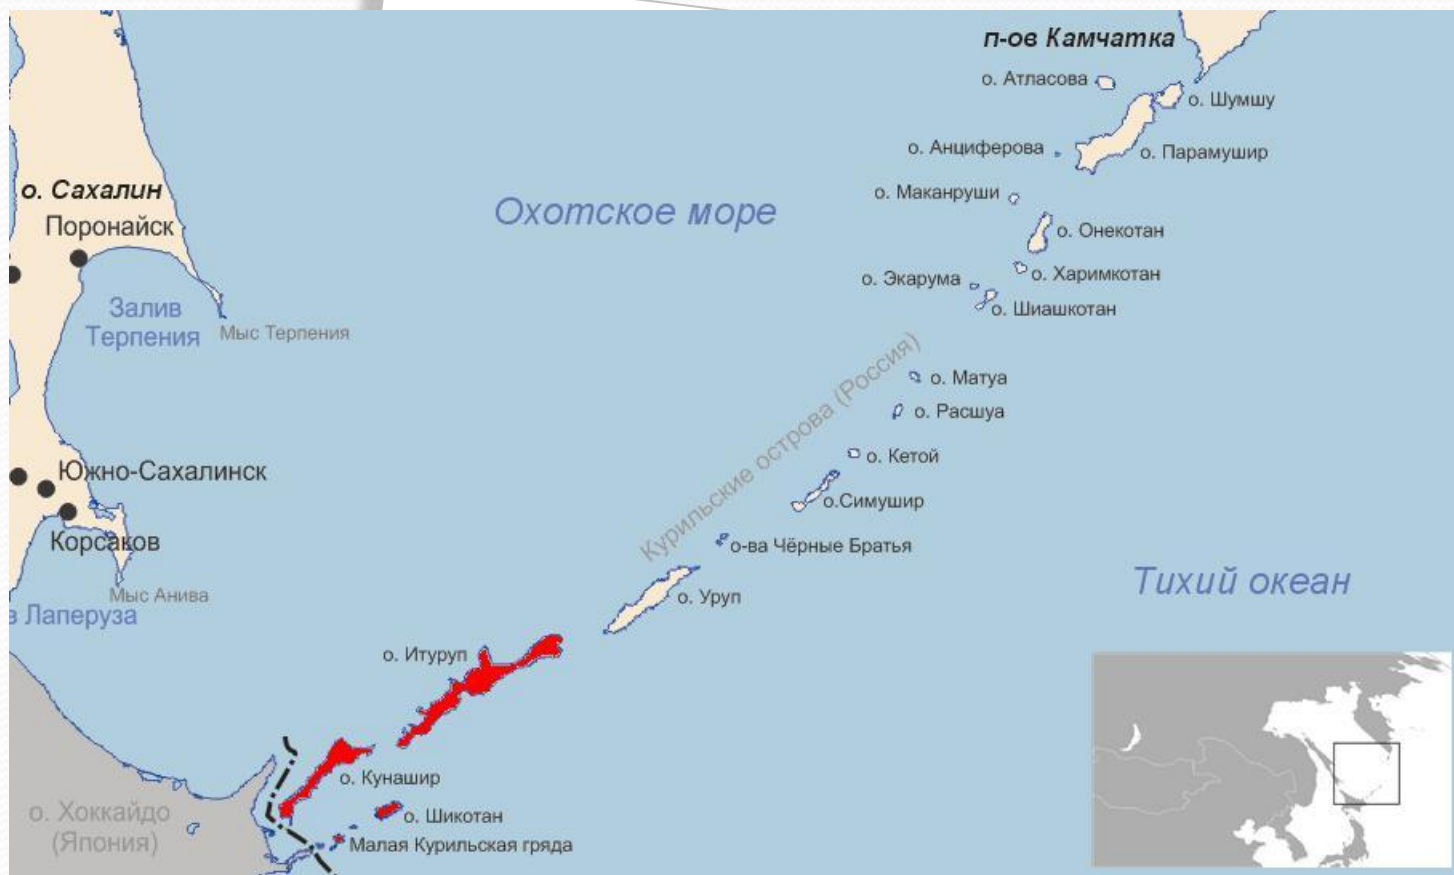 п-ов Камчатка
о. Атласова
о. Шумшу
о. Анциферова
о. Парамушир
о. Сахалин
о. Маканруши
Охотское море
Поронайск
о. Онекотан
о. Харимкотан
о. Экарума
Залив
Терпения
о. Шиашкотан
Мыс Терпения
Курильские острова (Россия)
о. Матуа
о. Расшуа
о. Кетой
Южно-Сахалинск
о.Симушир
Корсаков
о-ва Чёрные Братья
Тихий океан
Мыс Анива
о. Уруп
в Лаперуза
о. Итуруп
о. Кунашир
о. Хоккайдо
(Япония)
о. Шикотан
Малая Курильская гряда